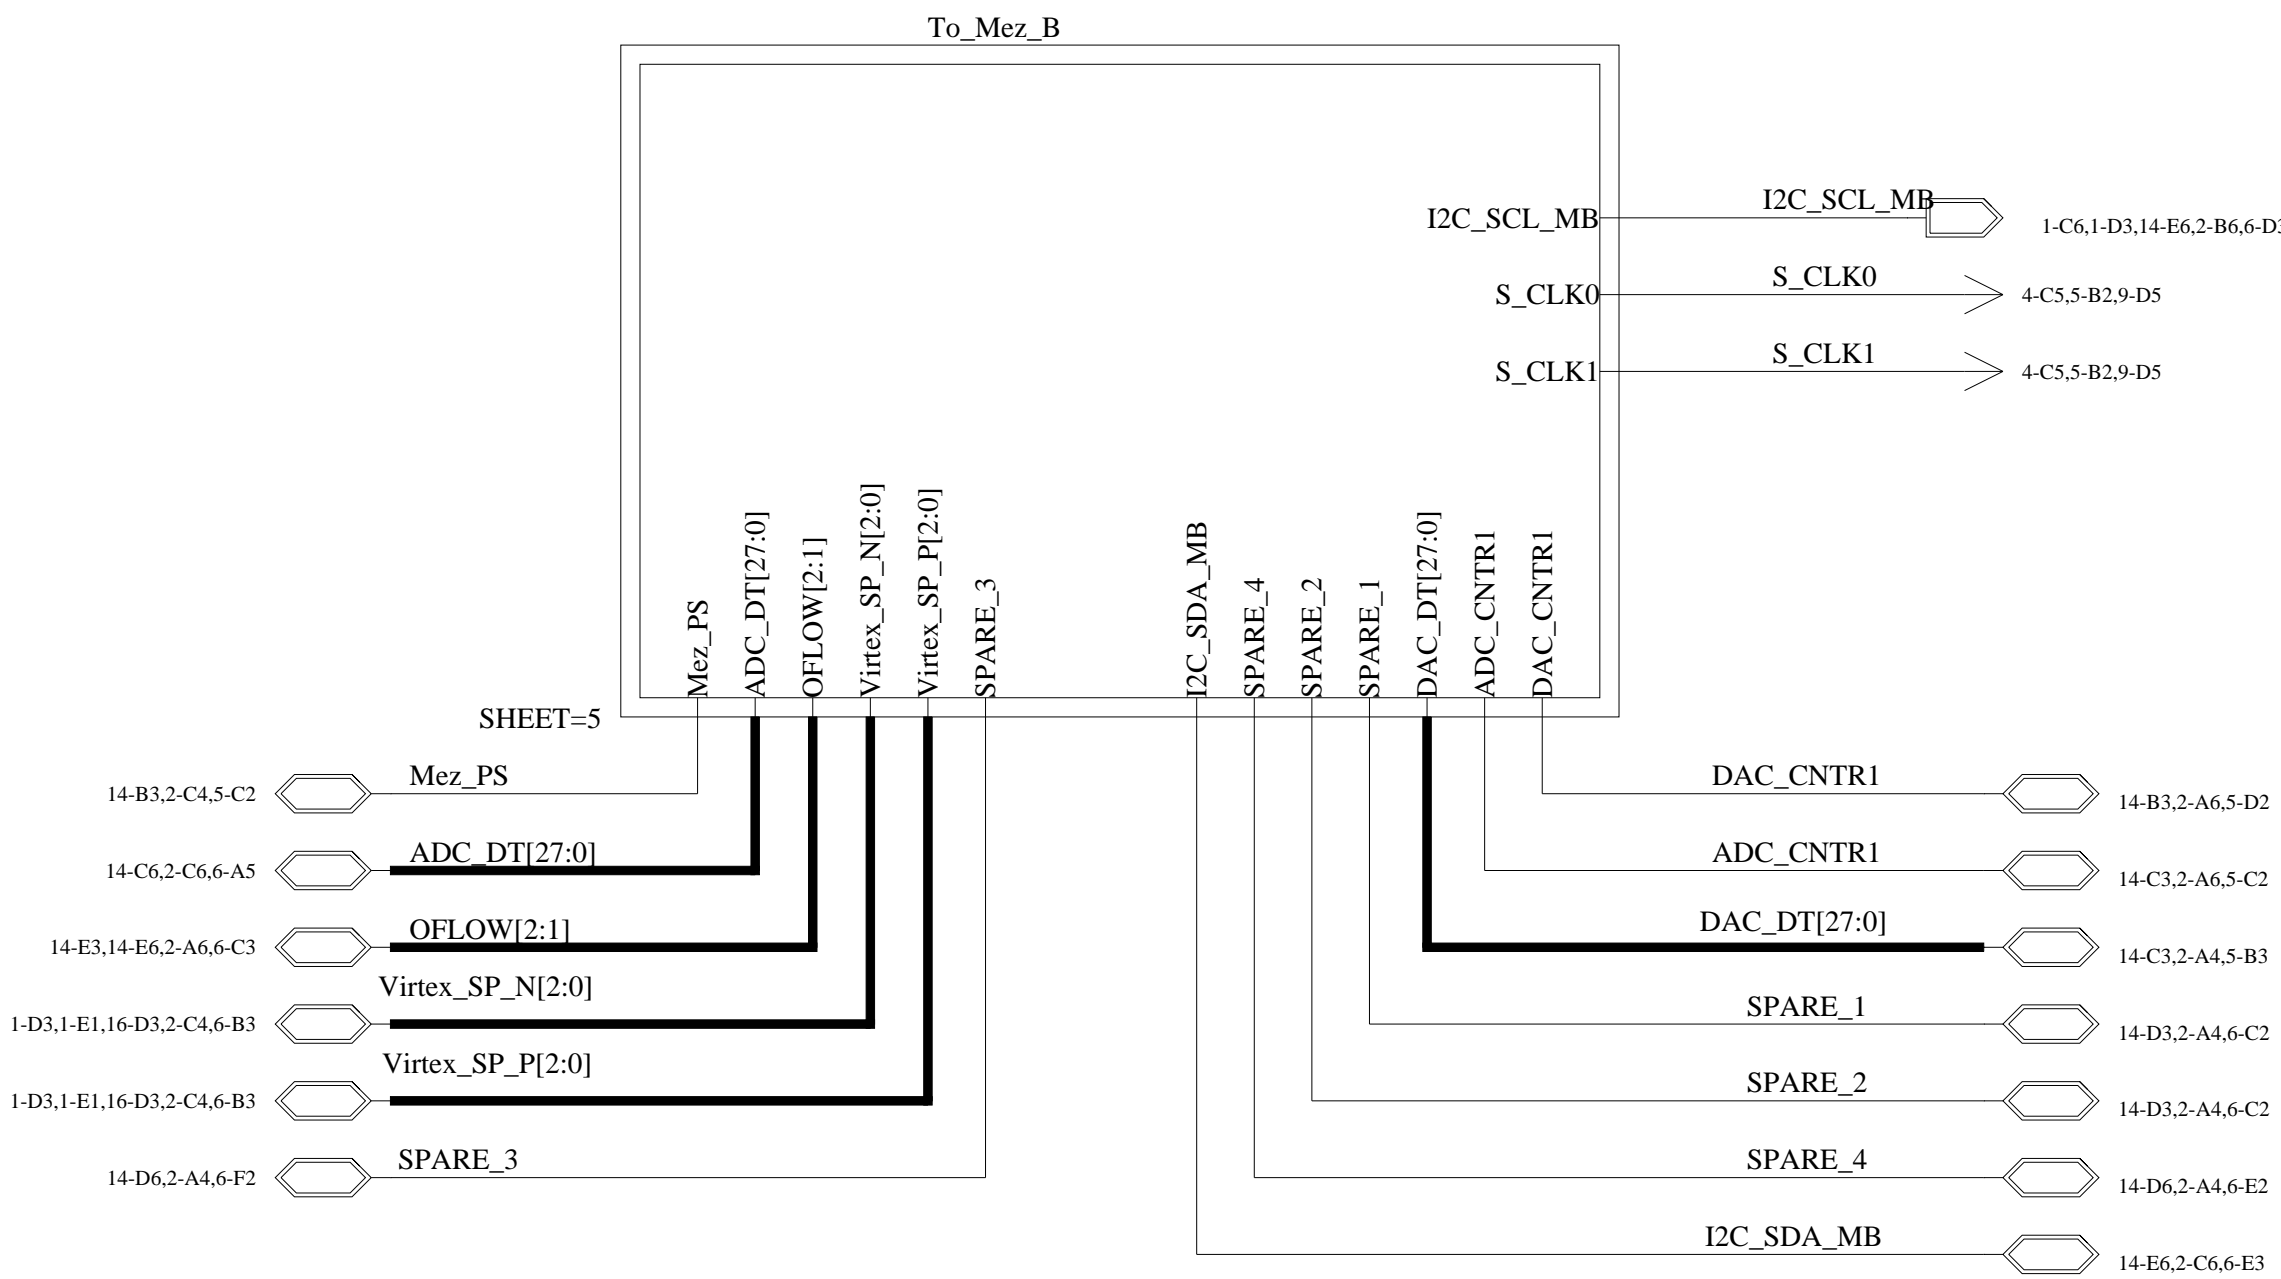 To_Mez_B
I2C_SCL_MB
I2C_SCL_MB
1-C6,1-D3,14-E6,2-B6,6-D3
S_CLK0
S_CLK0
4-C5,5-B2,9-D5
S_CLK1
S_CLK1
4-C5,5-B2,9-D5
Mez_PS
ADC_DT[27:0]
OFLOW[2:1]
Virtex_SP_N[2:0]
Virtex_SP_P[2:0]
SPARE_3
I2C_SDA_MB
SPARE_4
SPARE_2
SPARE_1
DAC_DT[27:0]
ADC_CNTR1
DAC_CNTR1
SHEET=5
14-B3,2-C4,5-C2
Mez_PS
14-C6,2-C6,6-A5
ADC_DT[27:0]
14-E3,14-E6,2-A6,6-C3
OFLOW[2:1]
Virtex_SP_N[2:0]
1-D3,1-E1,16-D3,2-C4,6-B3
Virtex_SP_P[2:0]
1-D3,1-E1,16-D3,2-C4,6-B3
SPARE_3
14-D6,2-A4,6-F2
DAC_CNTR1
14-B3,2-A6,5-D2
ADC_CNTR1
14-C3,2-A6,5-C2
DAC_DT[27:0]
14-C3,2-A4,5-B3
SPARE_1
14-D3,2-A4,6-C2
SPARE_2
14-D3,2-A4,6-C2
SPARE_4
14-D6,2-A4,6-E2
I2C_SDA_MB
14-E6,2-C6,6-E3